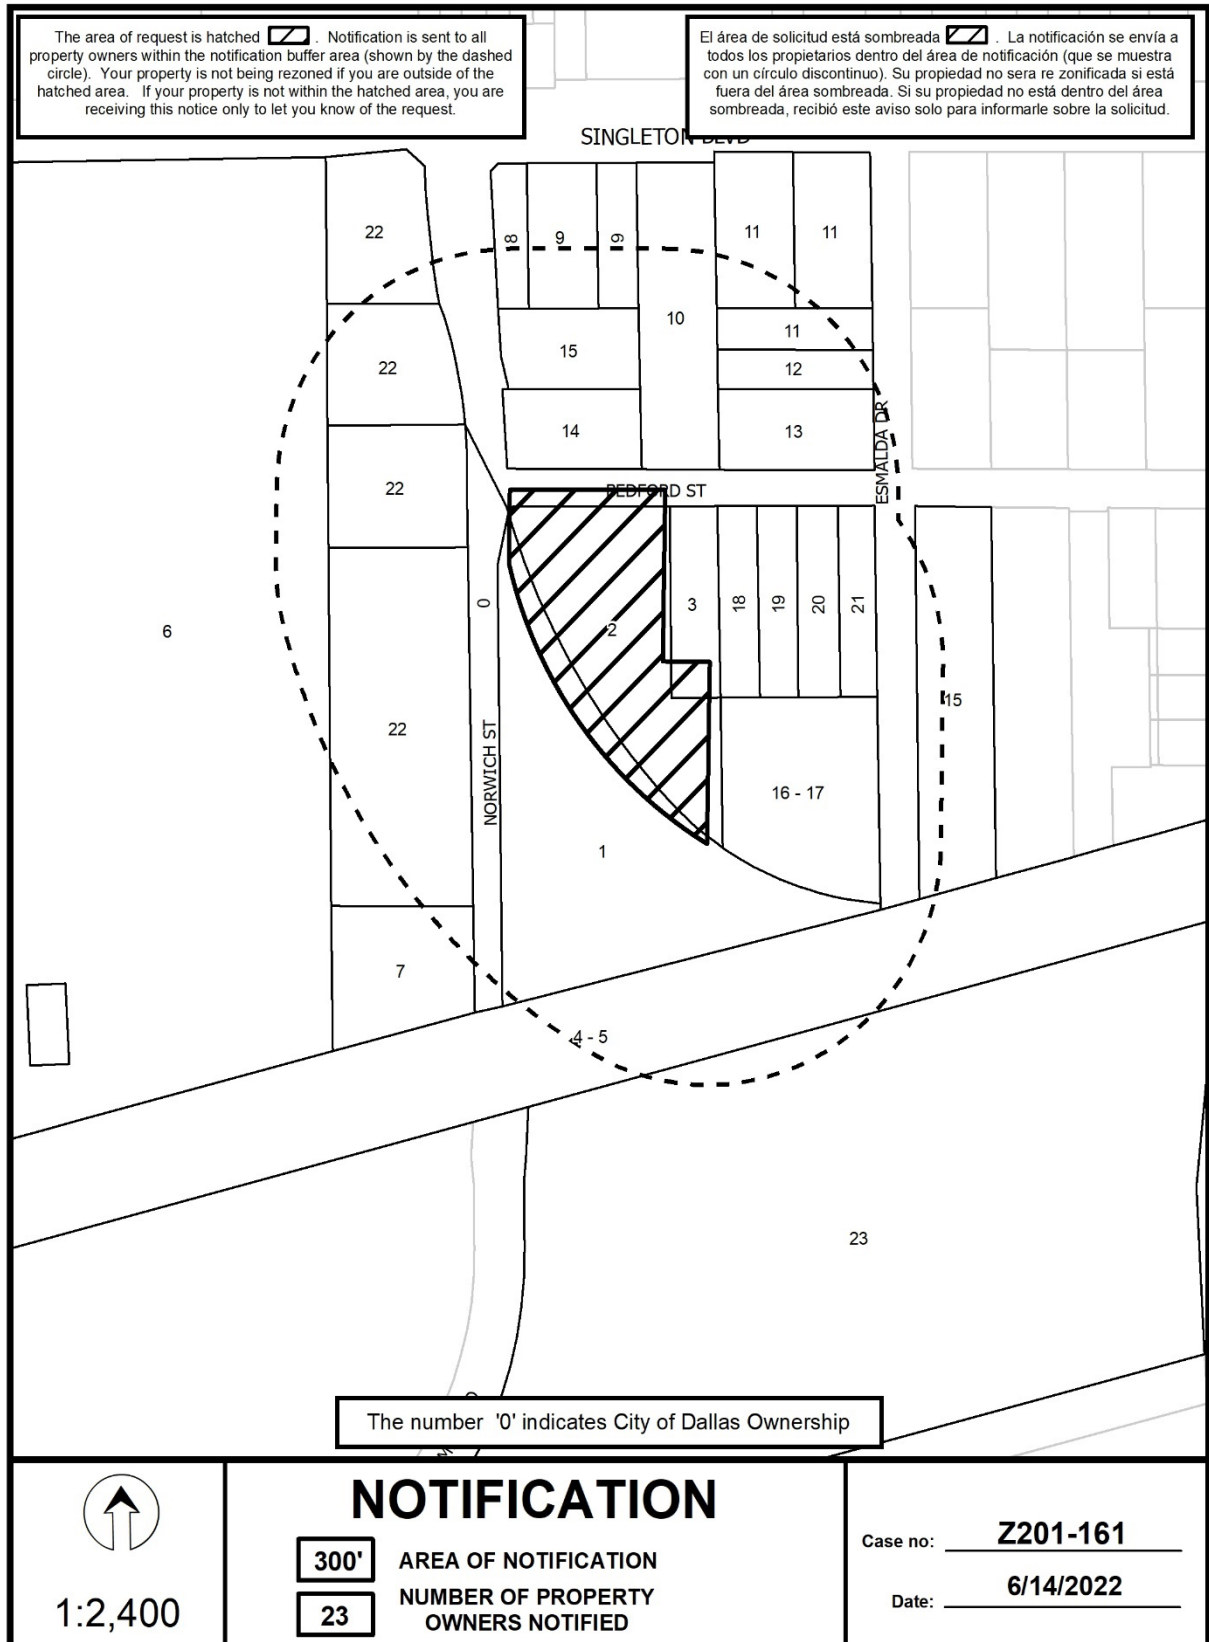 The area of request is hatched . Notification is sent to all
property owners within the notification buffer area (shown by the dashed
circle). Your property is not being rezoned if you are outside of the
hatched area. If your property is not within the hatched area, you are
receiving this notice only to let you know of the request.
El área de solicitud está sombreada . La notificación se envía a
todos los propietarios dentro del área de notificación (que se muestra
con un círculo discontinuo). Su propiedad no sera re zonificada si está
fuera del área sombreada. Si su propiedad no está dentro del área
sombreada, recibió este aviso solo para informarle sobre la solicitud.
SINGLETON BLVD
22
8
9
9
11
11
10
11
22
15
12
14
13
ESMALDA DR
22
BEDFORD ST
6
0
2
3
18
19
20
21
15
22
NORWICH ST
16 - 17
1
7
4 - 5
23
The number '0' indicates City of Dallas Ownership
1:2,400
NOTIFICATION
300' AREA OF NOTIFICATION
23 NUMBER OF PROPERTY
OWNERS NOTIFIED
Case no: Z201-161
Date: 6/14/2022